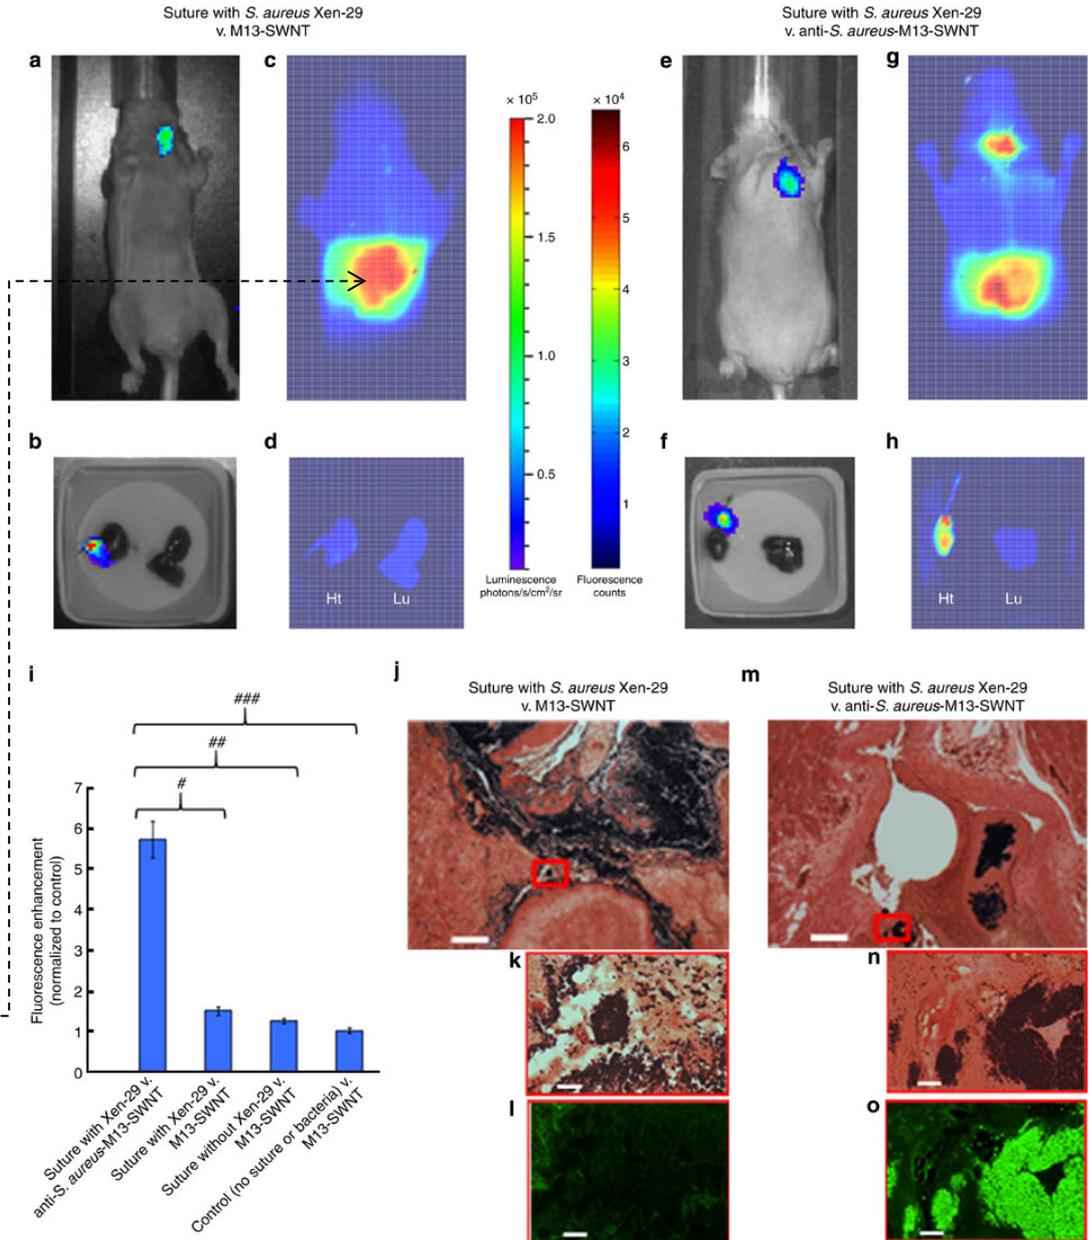 Suture with S. aureus Xen-29
v. M13-SWNT
Suture with S. aureus Xen-29
v. anti-S. aureus-M13-SWNT
a
c
e
g
× 10⁵
2.0
1.5
1.0
0.5
Luminescence
photons/s/cm²/sr
× 10⁴
6
5
4
3
2
1
Fluorescence
counts
b
d
Ht
Lu
f
h
Ht
Lu
i
###
##
#
Fluorescence enhancement
(normalized to control)
7
6
5
4
3
2
1
0
Suture with Xen-29 v.
anti-S. aureus-M13-SWNT
Suture with Xen-29 v.
M13-SWNT
Suture without Xen-29 v.
M13-SWNT
Control (no suture or bacteria) v.
M13-SWNT
j
Suture with S. aureus Xen-29
v. M13-SWNT
k
l
m
Suture with S. aureus Xen-29
v. anti-S. aureus-M13-SWNT
n
o